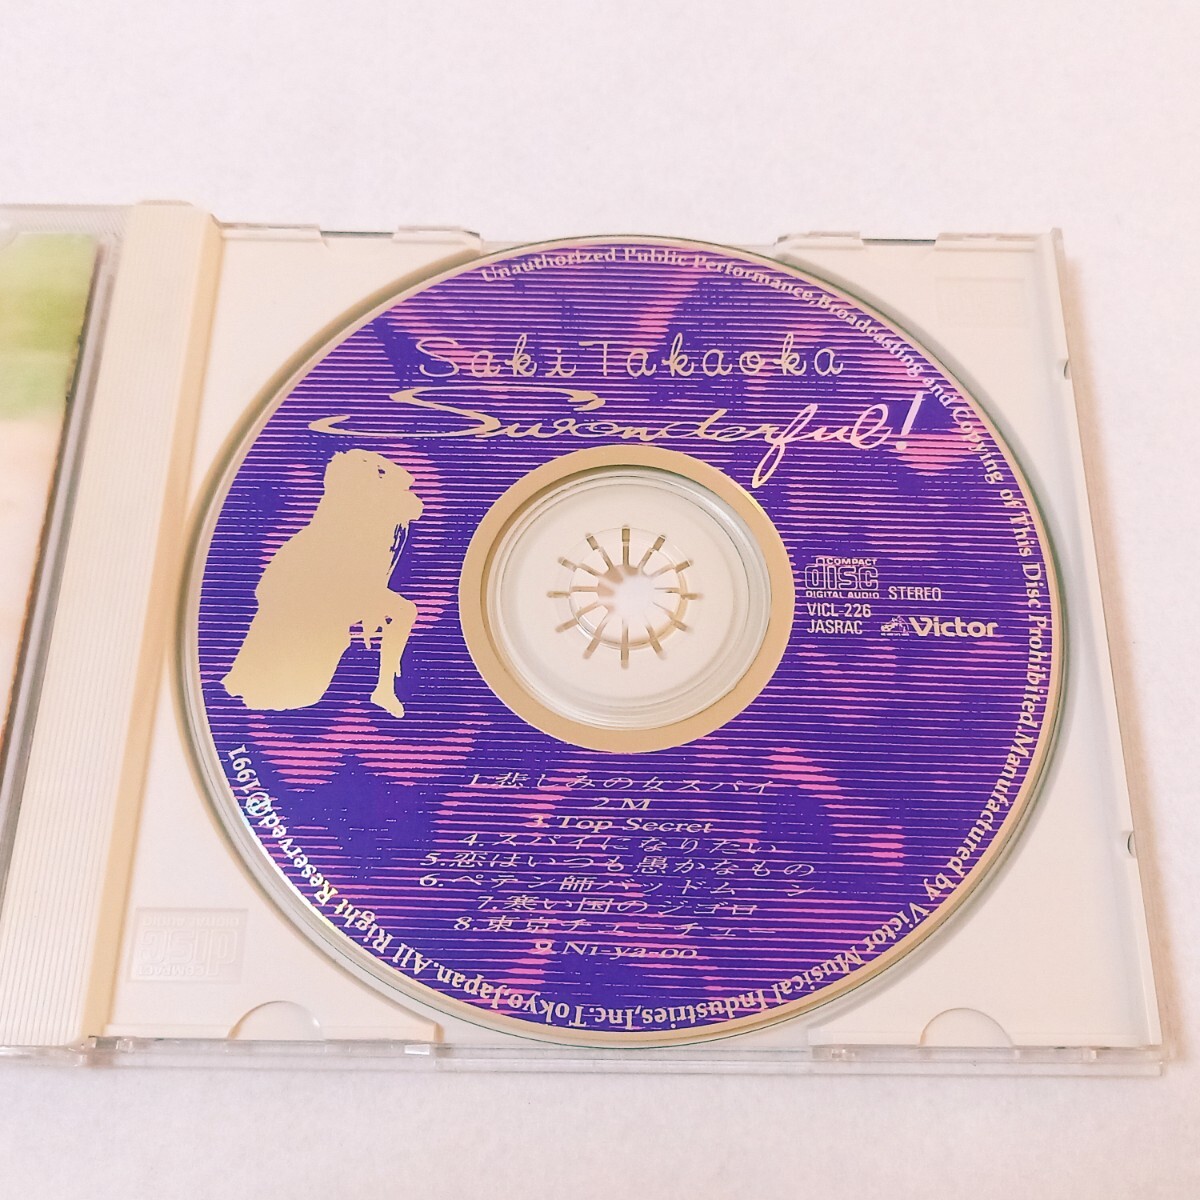 Saki Takaoka
S'wonderful!
COMPACT
disc
DIGITAL AUDIO
STEREO
VICL-226
JASRAC
Victor
1.悲しみの女スパイ
2.M
3.Top Secret
4.スパイになりたい
5.恋はいつも愚かなもの
6.ペテン師バッドムーン
7.寒い国のジゴロ
8.東京チューチュー
9.Ni-ya-oo
Unauthorized Public Performance,Broadcasting and Copying of This Disc Prohibited.Manufactured by Victor Musical Industries,Inc.Tokyo,Japan.All Right Reserved.Ⓟ1991